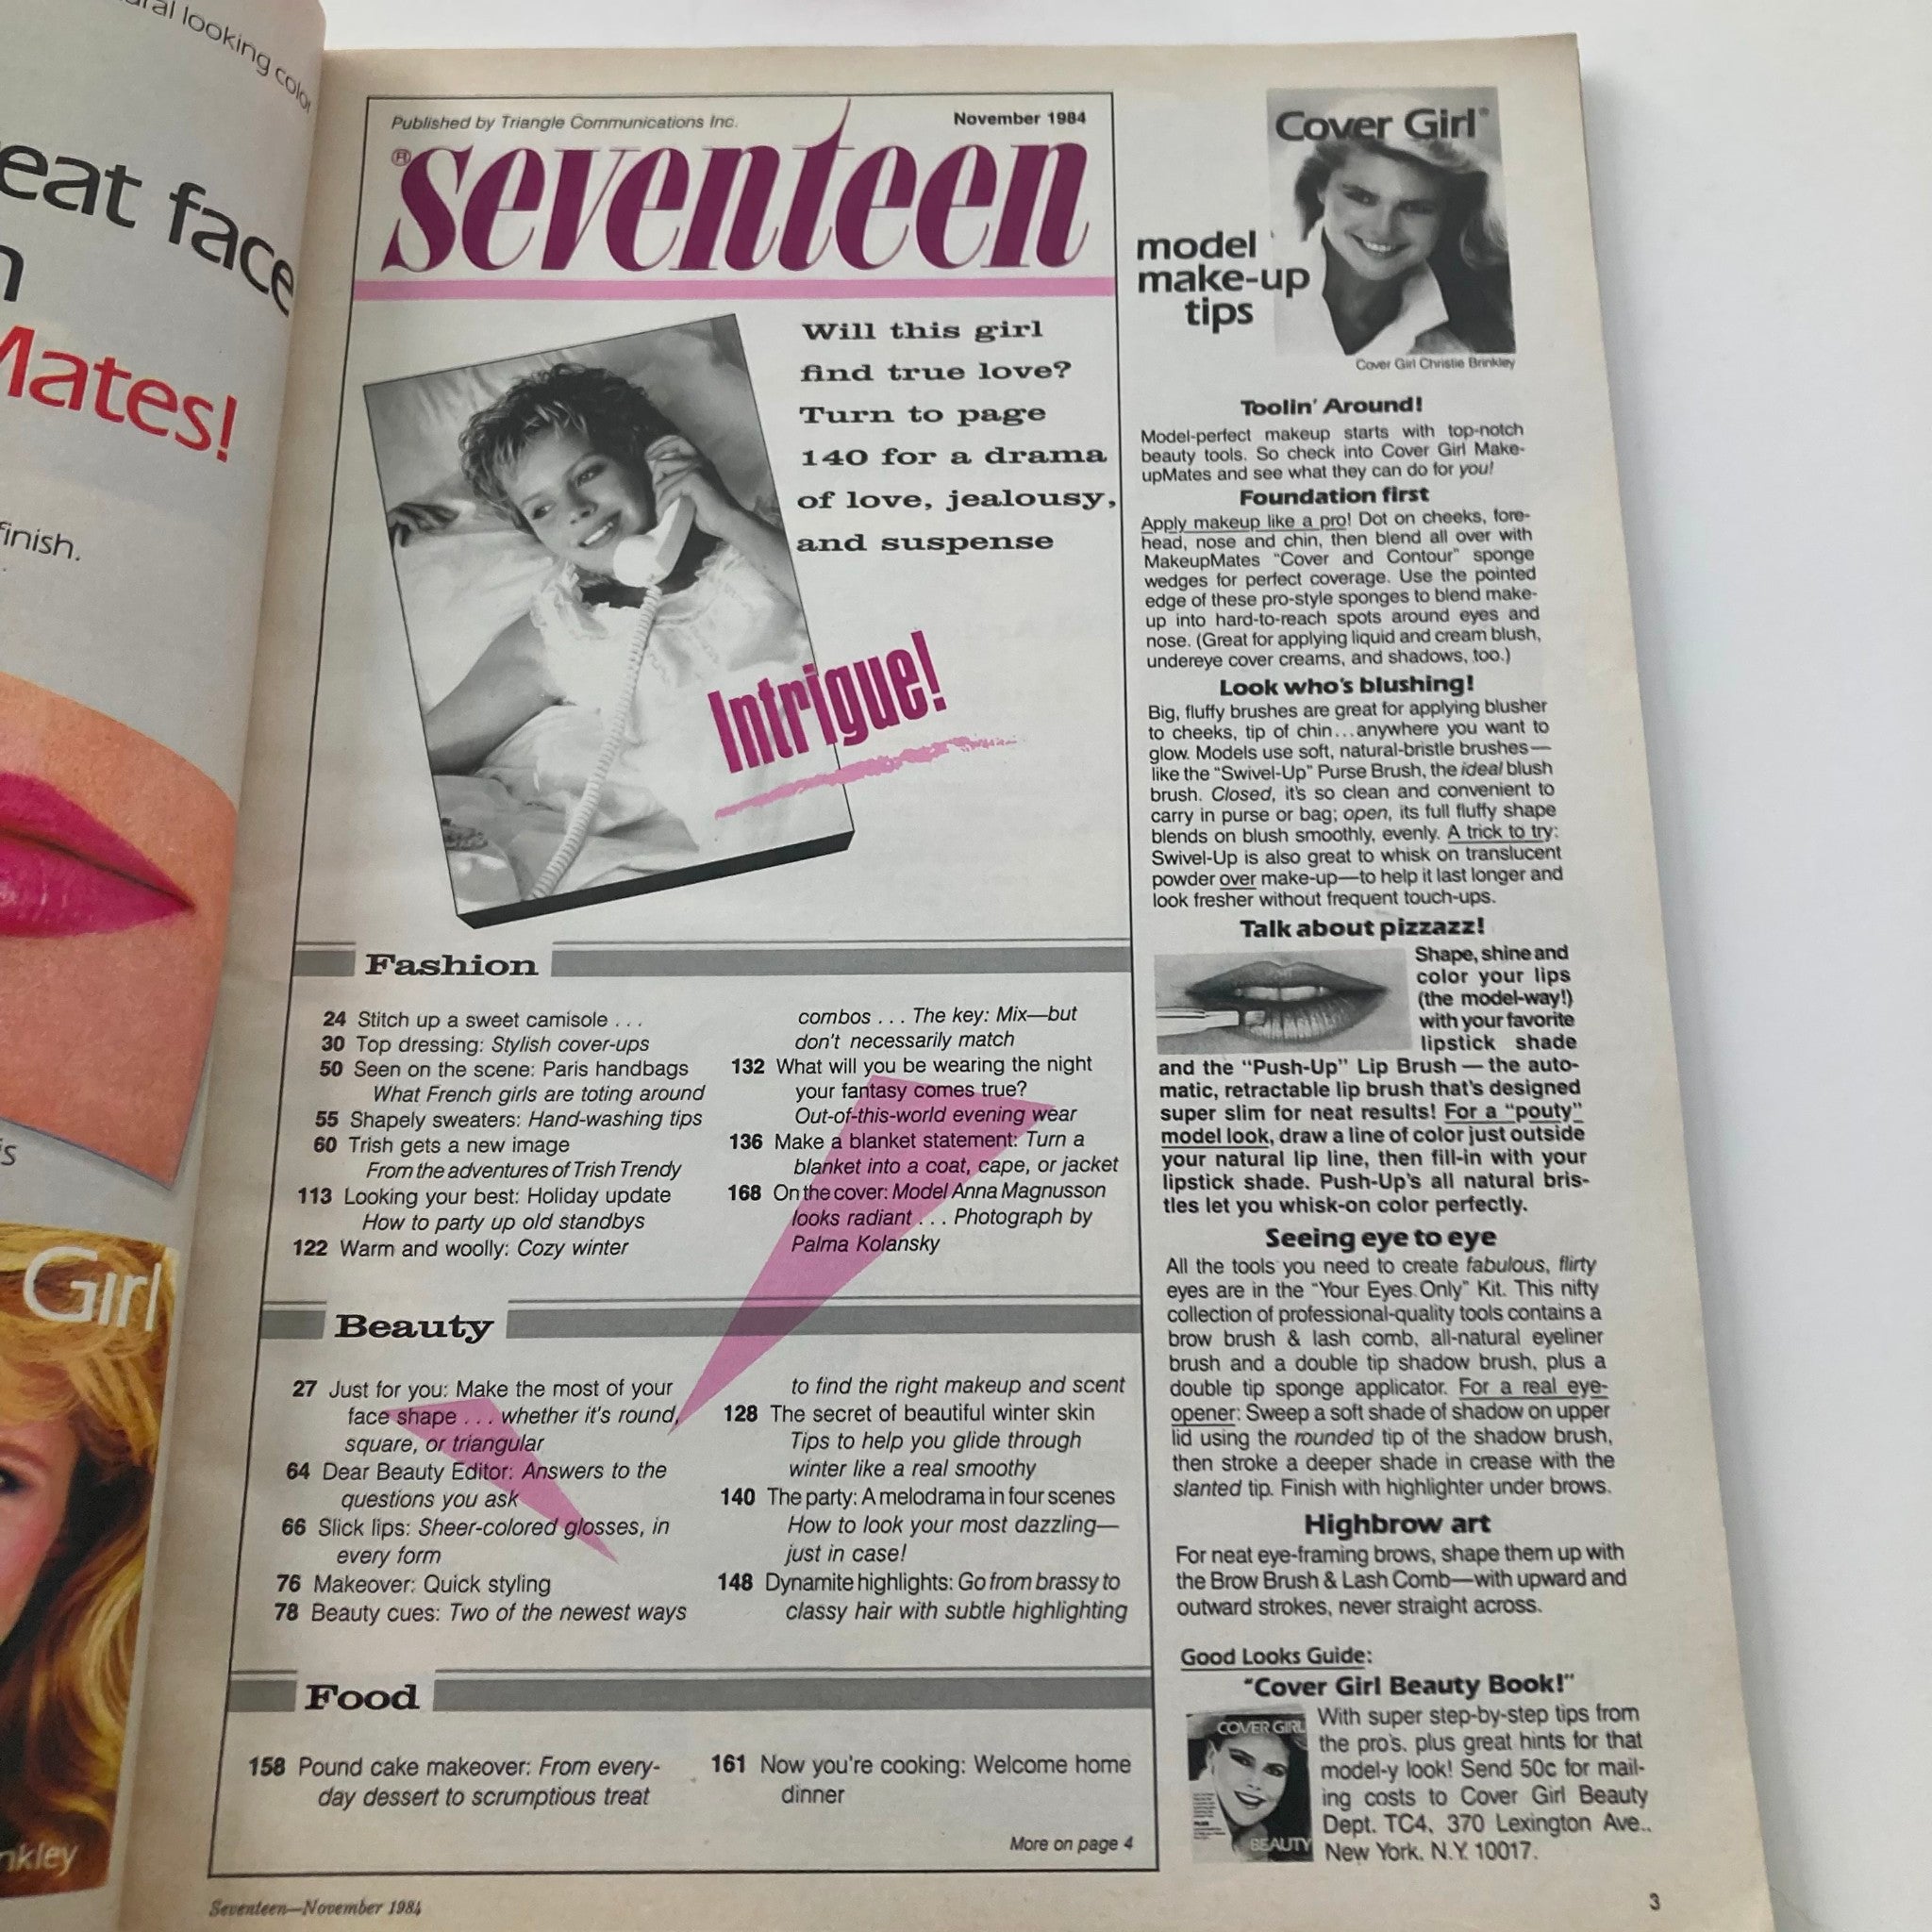 looking color
eat face
Mates!
finish.
Girl
Published by Triangle Communications Inc.
November 1984
® seventeen
Will this girl
find true love?
Turn to page
140 for a drama
of love, jealousy,
and suspense
Intrigue!
Fashion
24 Stitch up a sweet camisole . . .
30 Top dressing: Stylish cover-ups
50 Seen on the scene: Paris handbags
What French girls are toting around
55 Shapely sweaters: Hand-washing tips
60 Trish gets a new image
From the adventures of Trish Trendy
113 Looking your best: Holiday update
How to party up old standbys
122 Warm and woolly: Cozy winter
combos . . . The key: Mix—but
don't necessarily match
132 What will you be wearing the night
your fantasy comes true?
Out-of-this-world evening wear
136 Make a blanket statement: Turn a
blanket into a coat, cape, or jacket
168 On the cover: Model Anna Magnusson
looks radiant . . . Photograph by
Palma Kolansky
Beauty
27 Just for you: Make the most of your
face shape . . . whether it's round,
square, or triangular
64 Dear Beauty Editor: Answers to the
questions you ask
66 Slick lips: Sheer-colored glosses, in
every form
76 Makeover: Quick styling
78 Beauty cues: Two of the newest ways
to find the right makeup and scent
128 The secret of beautiful winter skin
Tips to help you glide through
winter like a real smoothy
140 The party: A melodrama in four scenes
How to look your most dazzling—
just in case!
148 Dynamite highlights: Go from brassy to
classy hair with subtle highlighting
Food
158 Pound cake makeover: From every-
day dessert to scrumptious treat
161 Now you're cooking: Welcome home
dinner
More on page 4
Cover Girl®
model
make-up
tips
Cover Girl Christie Brinkley
Toolin' Around!
Model-perfect makeup starts with top-notch
beauty tools. So check into Cover Girl Make-
upMates and see what they can do for you!
Foundation first
Apply makeup like a pro! Dot on cheeks, fore-
head, nose and chin, then blend all over with
MakeupMates "Cover and Contour" sponge
wedges for perfect coverage. Use the pointed
edge of these pro-style sponges to blend make-
up into hard-to-reach spots around eyes and
nose. (Great for applying liquid and cream blush,
undereye cover creams, and shadows, too.)
Look who's blushing!
Big, fluffy brushes are great for applying blusher
to cheeks, tip of chin...anywhere you want to
glow. Models use soft, natural-bristle brushes—
like the "Swivel-Up" Purse Brush, the ideal blush
brush. Closed, it's so clean and convenient to
carry in purse or bag; open, its full fluffy shape
blends on blush smoothly, evenly. A trick to try:
Swivel-Up is also great to whisk on translucent
powder over make-up—to help it last longer and
look fresher without frequent touch-ups.
Talk about pizzazz!
Shape, shine and
color your lips
(the model-way!)
with your favorite
lipstick shade
and the "Push-Up" Lip Brush — the auto-
matic, retractable lip brush that's designed
super slim for neat results! For a "pouty"
model look, draw a line of color just outside
your natural lip line, then fill-in with your
lipstick shade. Push-Up's all natural bris-
tles let you whisk-on color perfectly.
Seeing eye to eye
All the tools you need to create fabulous, flirty
eyes are in the "Your Eyes Only" Kit. This nifty
collection of professional-quality tools contains a
brow brush & lash comb, all-natural eyeliner
brush and a double tip shadow brush, plus a
double tip sponge applicator. For a real eye-
opener: Sweep a soft shade of shadow on upper
lid using the rounded tip of the shadow brush,
then stroke a deeper shade in crease with the
slanted tip. Finish with highlighter under brows.
Highbrow art
For neat eye-framing brows, shape them up with
the Brow Brush & Lash Comb—with upward and
outward strokes, never straight across.
Good Looks Guide:
"Cover Girl Beauty Book!"
COVER GIRL
BEAUTY
With super step-by-step tips from
the pro's, plus great hints for that
model-y look! Send 50c for mail-
ing costs to Cover Girl Beauty
Dept. TC4, 370 Lexington Ave.,
New York, N.Y. 10017.
Seventeen—November 1984
3